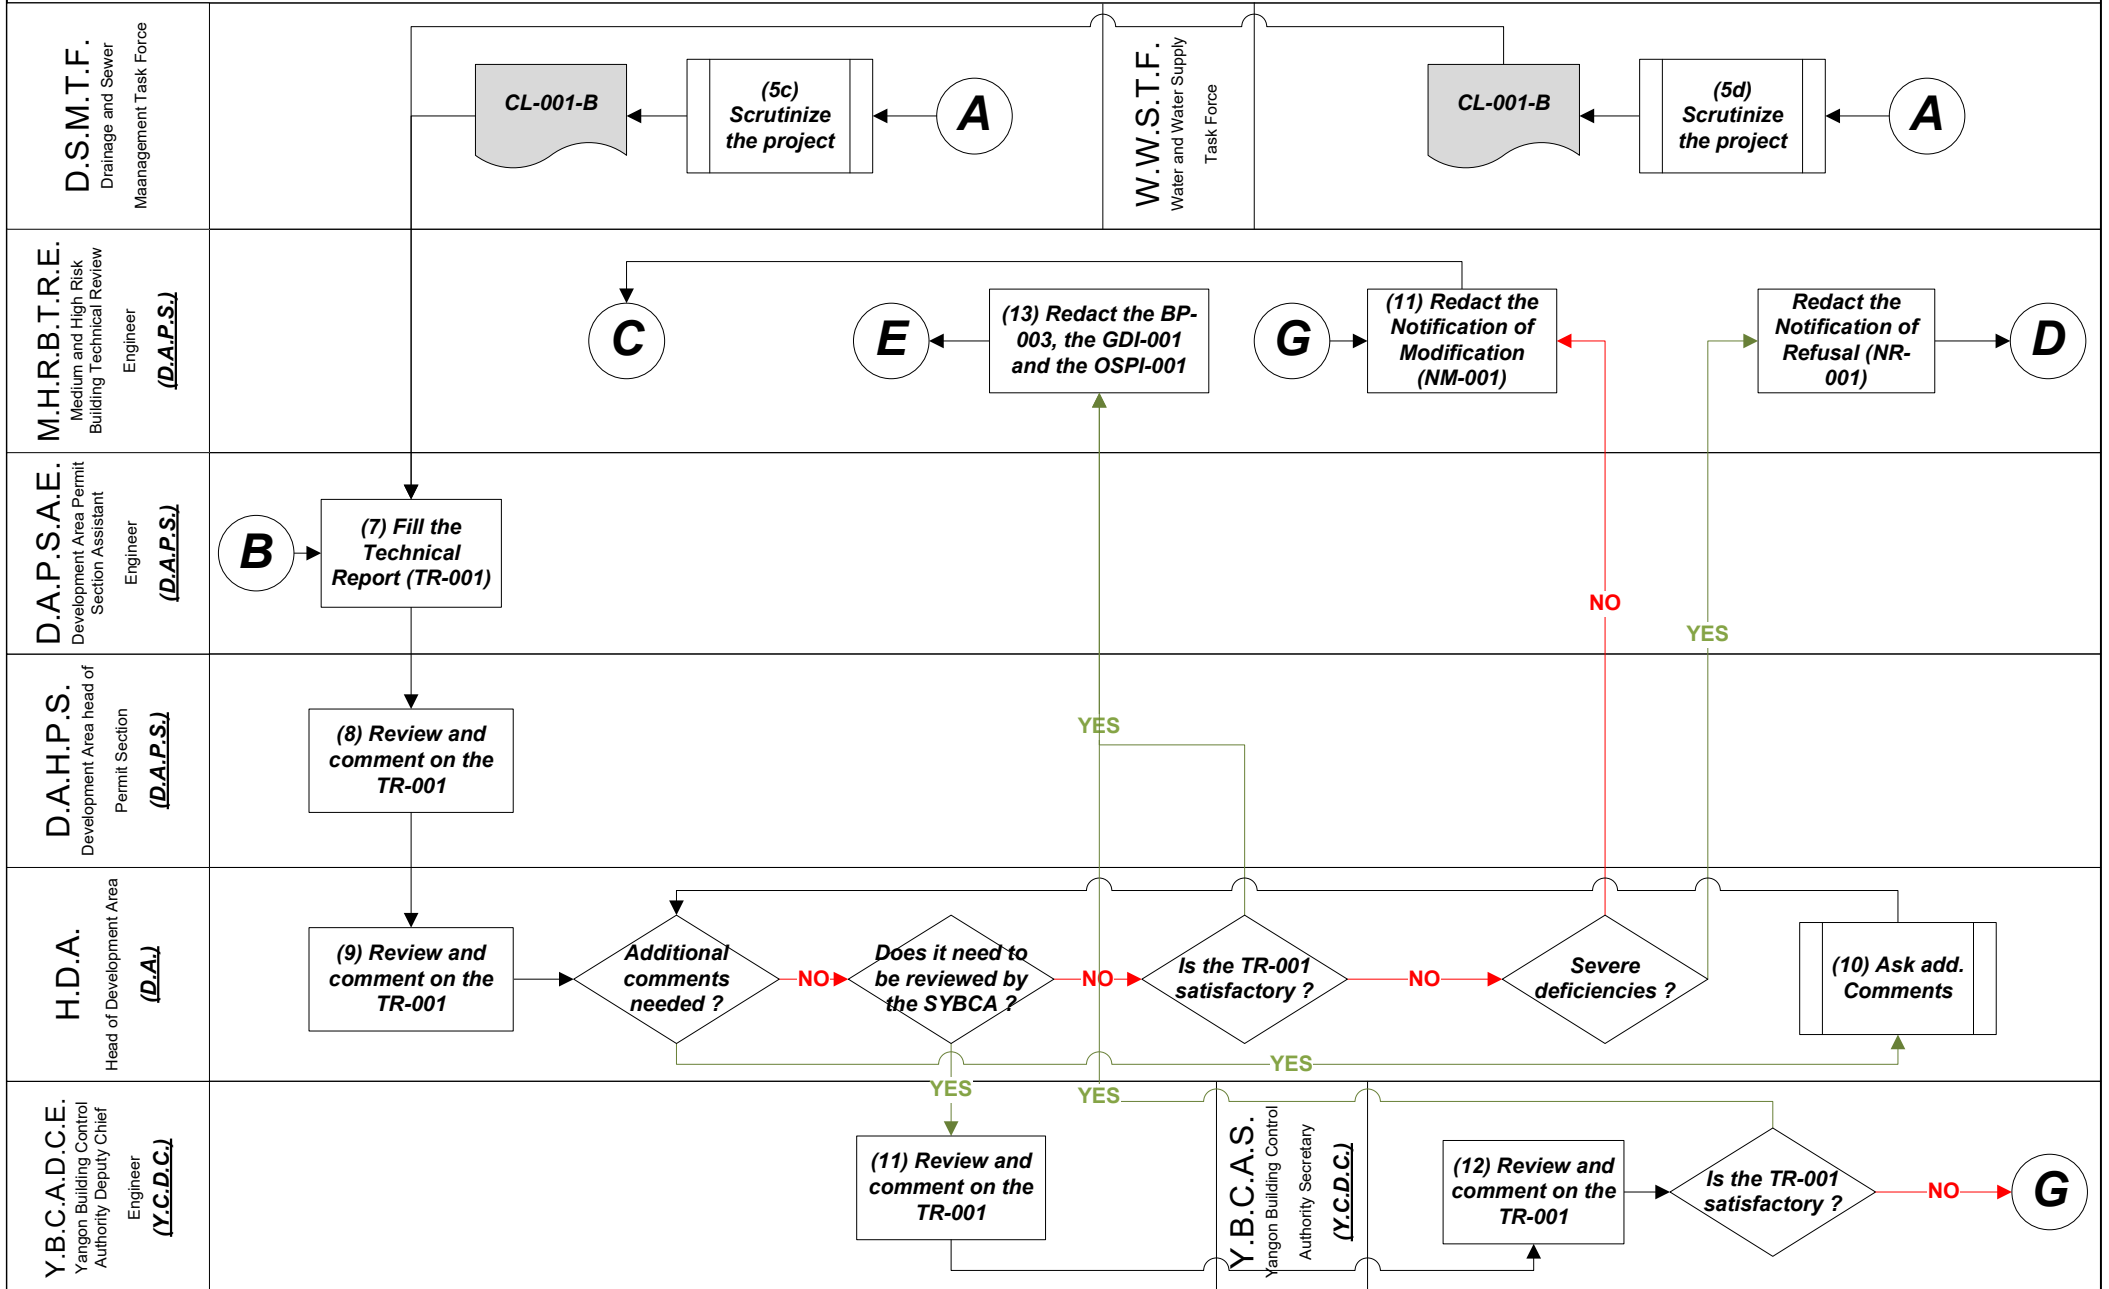 D.S.M.T.F.
Drainage and Sewer
Maanagement Task Force
CL-001-B
(5c)
Scrutinize
the project
A
W.W.S.T.F.
Water and Water Supply
Task Force
CL-001-B
(5d)
Scrutinize
the project
A
M.H.R.B.T.R.E.
Medium and High Risk
Building Technical Review
Engineer
(D.A.P.S.)
C
E
(13) Redact the BP-
003, the GDI-001
and the OSPI-001
G
(11) Redact the
Notification of
Modification
(NM-001)
Redact the
Notification of
Refusal (NR-
001)
D
D.A.P.S.A.E.
Development Area Permit
Section Assistant
Engineer
(D.A.P.S.)
B
(7) Fill the
Technical
Report (TR-001)
NO
YES
D.A.H.P.S.
Development Area head of
Permit Section
(D.A.P.S.)
(8) Review and
comment on the
TR-001
YES
H.D.A.
Head of Development Area
(D.A.)
(9) Review and
comment on the
TR-001
Additional
comments
needed ?
NO
Does it need to
be reviewed by
the SYBCA ?
NO
Is the TR-001
satisfactory ?
NO
Severe
deficiencies ?
(10) Ask add.
Comments
YES
YES
YES
Y.B.C.A.D.C.E.
Yangon Building Control
Authority Deputy Chief
Engineer
(Y.C.D.C.)
(11) Review and
comment on the
TR-001
Y.B.C.A.S.
Yangon Building Control
Authority Secretary
(Y.C.D.C.)
(12) Review and
comment on the
TR-001
Is the TR-001
satisfactory ?
NO
G